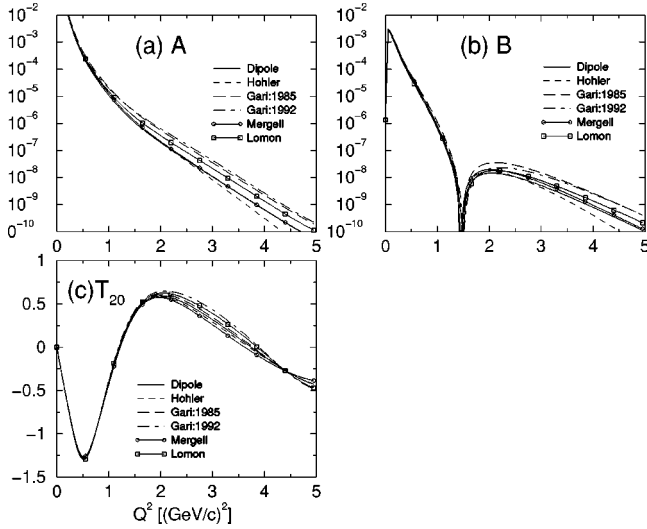 (a) A
(b) B
10^-2
10^-3
10^-4
10^-5
10^-6
10^-7
10^-8
10^-9
10^-10
Dipole
Hohler
Gari:1985
Gari:1992
Mergell
Lomon
0 1 2 3 4 5
10^-2
10^-3
10^-4
10^-5
10^-6
10^-7
10^-8
10^-9
10^-10
Dipole
Hohler
Gari:1985
Gari:1992
Mergell
Lomon
0 1 2 3 4 5
(c) T_20
1
0.5
0
−0.5
−1
−1.5
Dipole
Hohler
Gari:1985
Gari:1992
Mergell
Lomon
0 1 2 3 4 5
Q^2 [(GeV/c)^2]